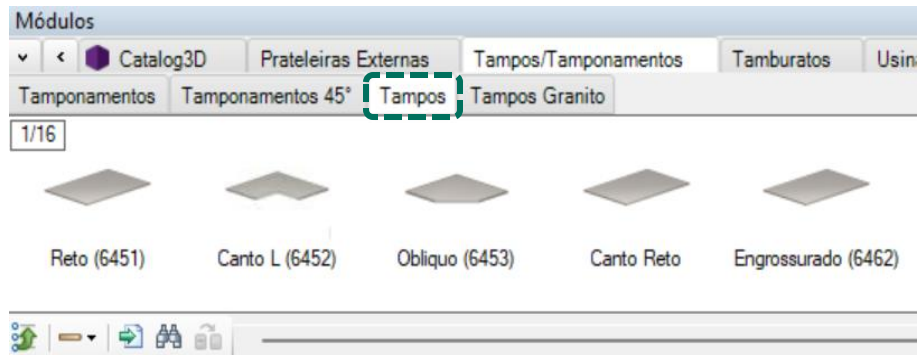 Módulos
Catalog3D Prateleiras Externas Tampos/Tamponamentos Tamburatos
Tamponamentos Tamponamentos 45° Tampos Tampos Granito
1/16
Reto (6451) Canto L (6452) Obliquo (6453) Canto Reto Engrossurado (6462)